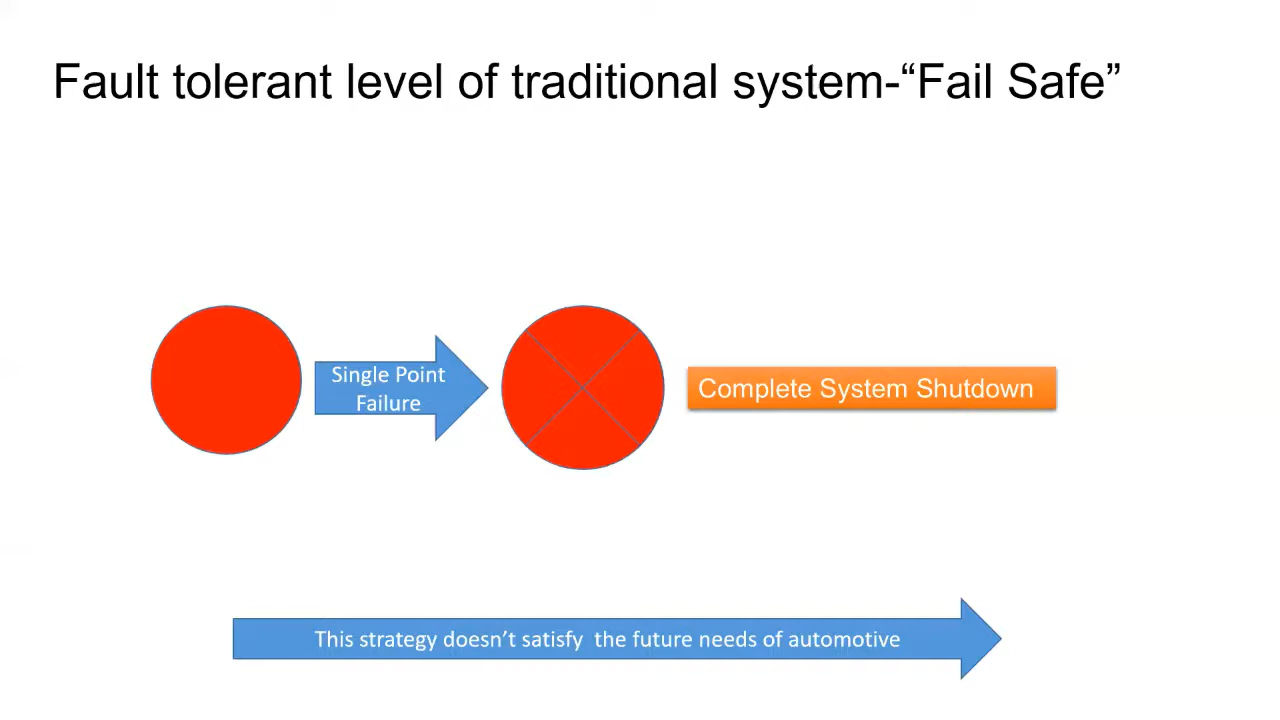 Fault tolerant level of traditional system-“Fail Safe”
Single Point
Failure
Complete System Shutdown
This strategy doesn’t satisfy  the future needs of automotive